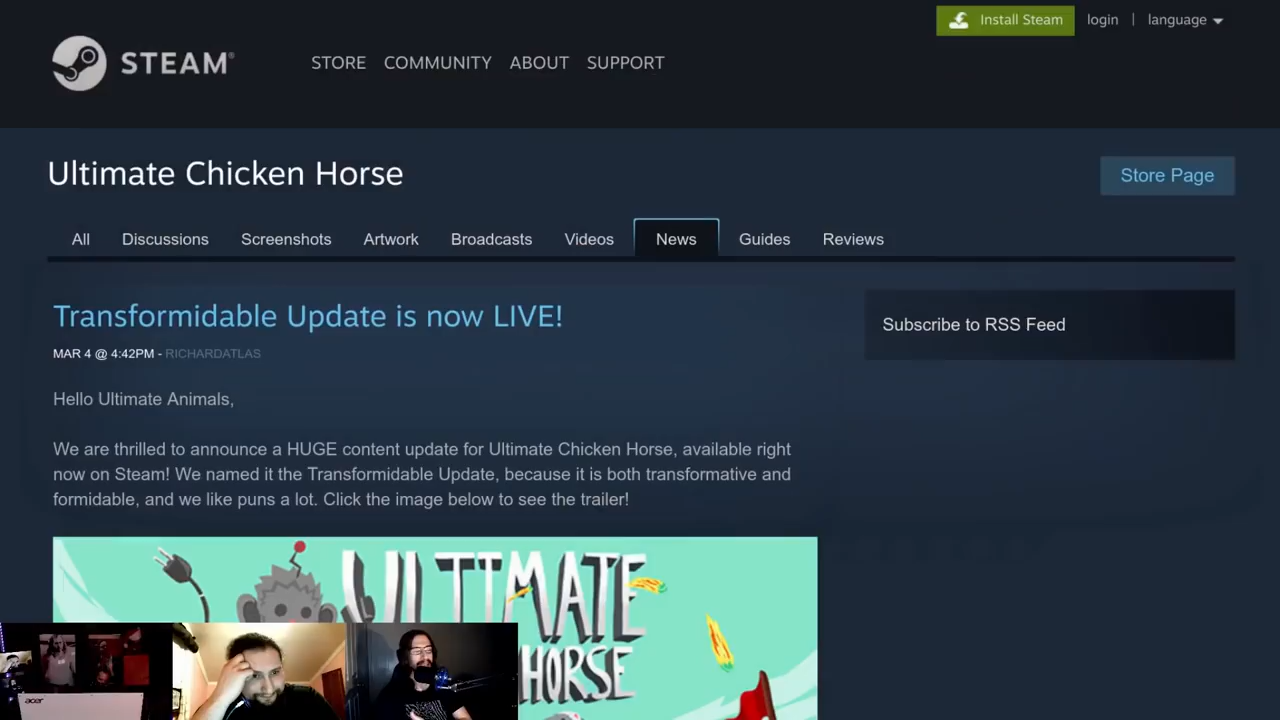 Install Steam
login | language
STEAM®
STORE COMMUNITY ABOUT SUPPORT
Ultimate Chicken Horse
Store Page
All Discussions Screenshots Artwork Broadcasts Videos News Guides Reviews
Transformidable Update is now LIVE!
MAR 4 @ 4:42PM - RICHARDATLAS
Subscribe to RSS Feed
Hello Ultimate Animals,
We are thrilled to announce a HUGE content update for Ultimate Chicken Horse, available right
now on Steam! We named it the Transformidable Update, because it is both transformative and
formidable, and we like puns a lot. Click the image below to see the trailer!
ULTIMATE
HORSE
acer